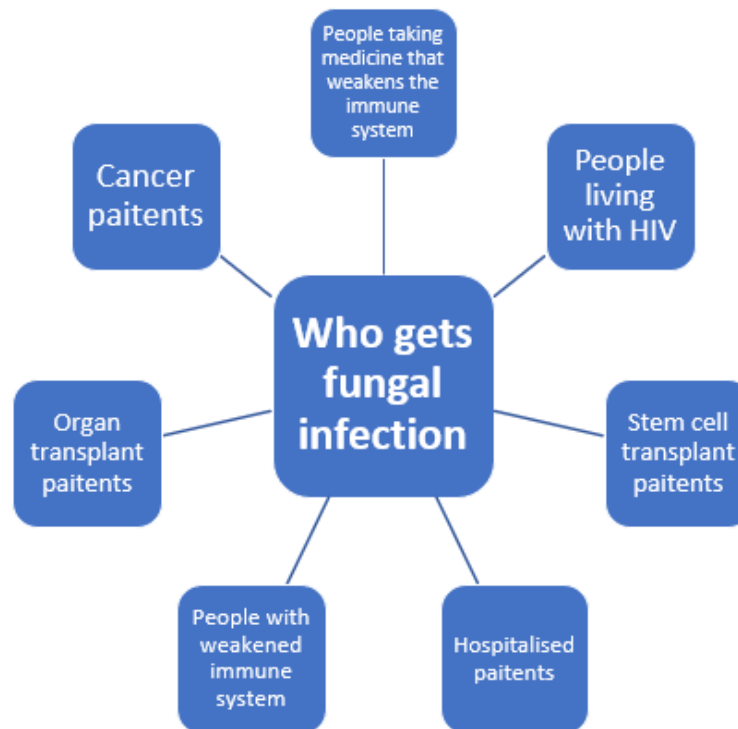 People taking
medicine that
weakens the
immune
system
Cancer
paitents
People
living
with HIV
Who gets
fungal
infection
Organ
transplant
paitents
Stem cell
transplant
paitents
People with
weakened
immune
system
Hospitalised
paitents